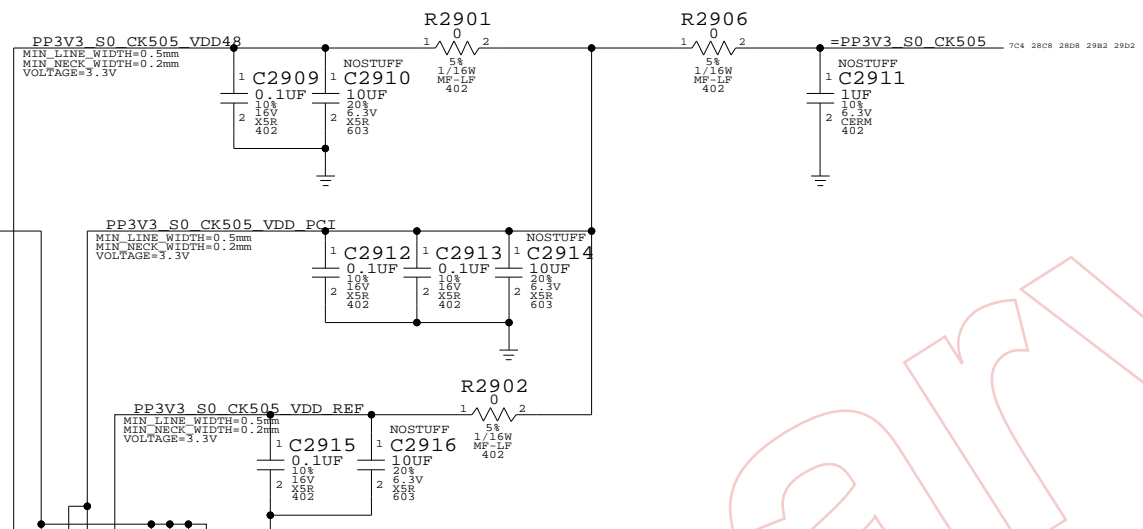 R2901
0
1 2
5%
1/16W
MF-LF
402
R2906
0
1 2
5%
1/16W
MF-LF
402
PP3V3_S0_CK505_VDD48
MIN_LINE_WIDTH=0.5mm
MIN_NECK_WIDTH=0.2mm
VOLTAGE=3.3V
=PP3V3_S0_CK505
7C4 28C8 28D8 29B2 29D2
1
C2909
0.1UF
10%
16V
X5R
402
2
NOSTUFF
1
C2910
10UF
20%
6.3V
X5R
603
2
NOSTUFF
1
C2911
1UF
10%
6.3V
CERM
402
2
PP3V3_S0_CK505_VDD_PCI
MIN_LINE_WIDTH=0.5mm
MIN_NECK_WIDTH=0.2mm
VOLTAGE=3.3V
1
C2912
0.1UF
10%
16V
X5R
402
2
1
C2913
0.1UF
10%
16V
X5R
402
2
NOSTUFF
1
C2914
10UF
20%
6.3V
X5R
603
2
R2902
0
1 2
5%
1/16W
MF-LF
402
PP3V3_S0_CK505_VDD_REF
MIN_LINE_WIDTH=0.5mm
MIN_NECK_WIDTH=0.2mm
VOLTAGE=3.3V
1
C2915
0.1UF
10%
16V
X5R
402
2
NOSTUFF
1
C2916
10UF
20%
6.3V
X5R
603
2
ary